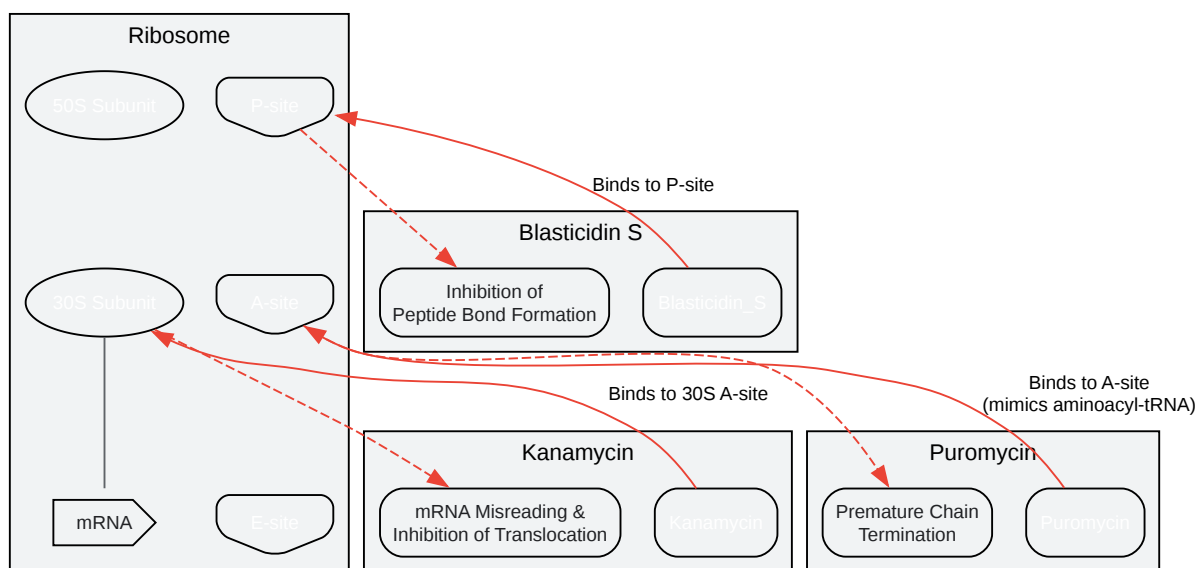 Ribosome
50S Subunit
P-site
Binds to P-site
Blasticidin S
30S Subunit
A-site
Inhibition of
Peptide Bond Formation
Blasticidin_S
Binds to 30S A-site
Binds to A-site
(mimics aminoacyl-tRNA)
Kanamycin
Puromycin
mRNA
E-site
mRNA Misreading &
Inhibition of Translocation
Kanamycin
Premature Chain
Termination
Puromycin